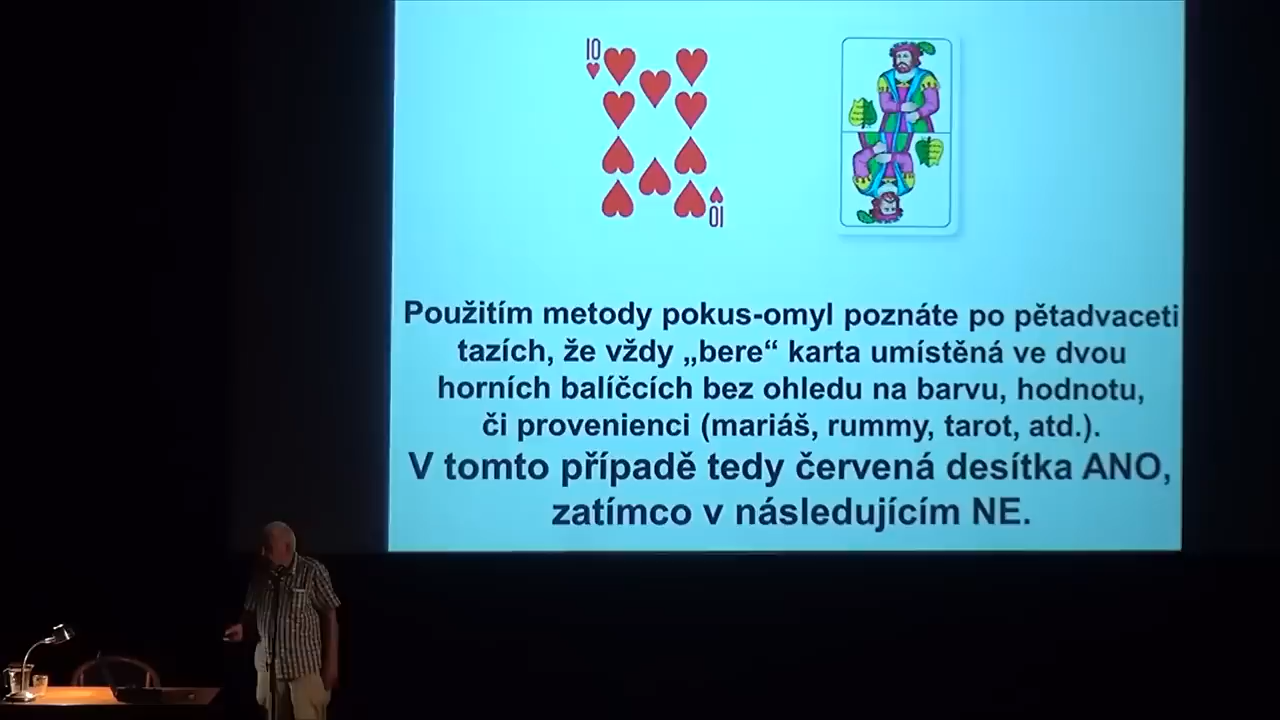 10
10
Použitím metody pokus-omyl poznáte po pětadvaceti
tazích, že vždy „bere“ karta umístěná ve dvou
horních balíčcích bez ohledu na barvu, hodnotu,
či provenienci (mariáš, rummy, tarot, atd.).
V tomto případě tedy červená desítka ANO,
zatímco v následujícím NE.